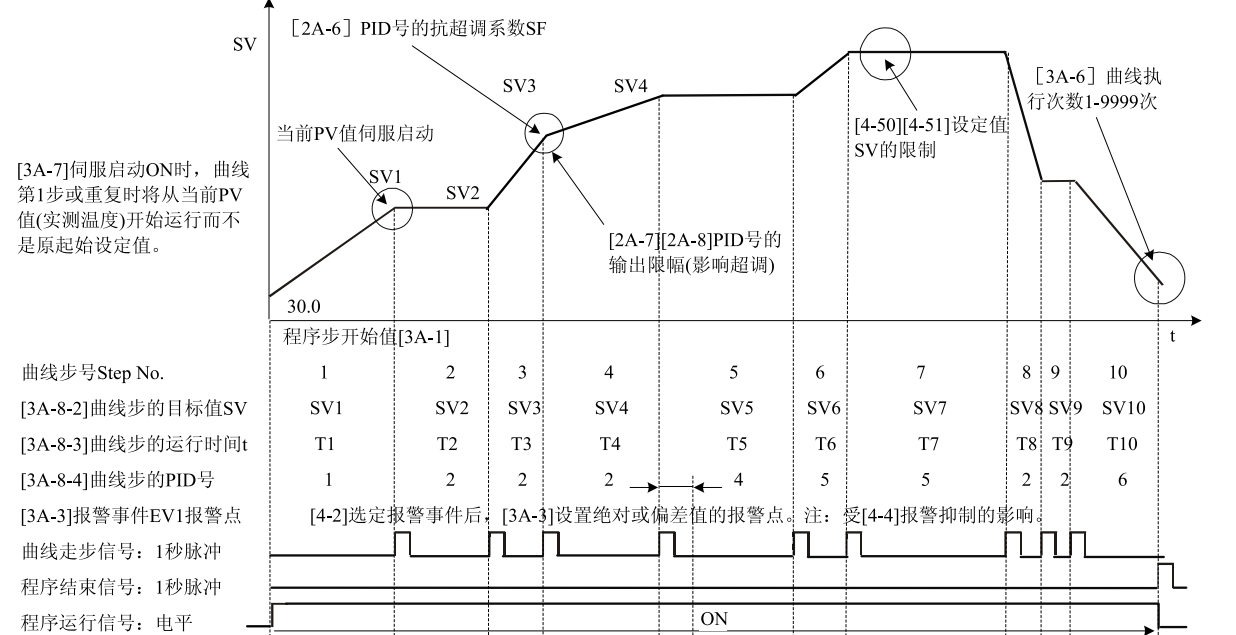 [2A-6] PID号的抗超调系数SF
SV
[3A-6] 曲线执
行次数1-9999次
SV3
SV4
当前PV值伺服启动
[4-50][4-51]设定值
SV的限制
[3A-7]伺服启动ON时，曲线
第1步或重复时将从当前PV
值(实测温度)开始运行而不
是原起始设定值。
SV1
SV2
[2A-7][2A-8]PID号的
输出限幅(影响超调)
30.0
程序步开始值[3A-1]
t
曲线步号Step No. 1 2 3 4 5 6 7 8 9 10
[3A-8-2]曲线步的目标值SV SV1 SV2 SV3 SV4 SV5 SV6 SV7 SV8 SV9 SV10
[3A-8-3]曲线步的运行时间t T1 T2 T3 T4 T5 T6 T7 T8 T9 T10
[3A-8-4]曲线步的PID号 1 2 2 2 4 5 5 2 2 6
[3A-3]报警事件EV1报警点 [4-2]选定报警事件后，[3A-3]设置绝对或偏差值的报警点。注：受[4-4]报警抑制的影响。
曲线走步信号：1秒脉冲
程序结束信号：1秒脉冲
程序运行信号：电平 ON